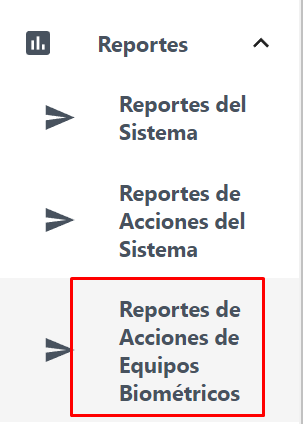 Reportes
Reportes del
Sistema
Reportes de
Acciones del
Sistema
Reportes de
Acciones de
Equipos
Biométricos